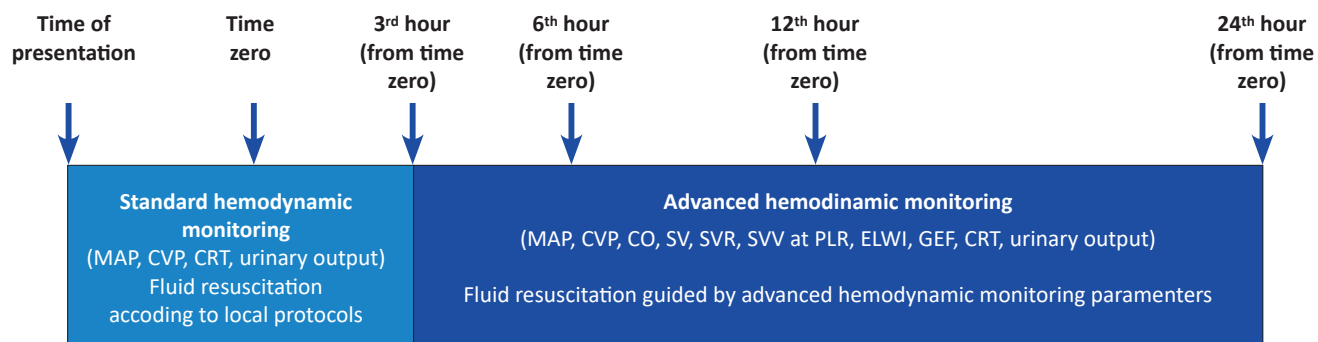 Time of
presentation
Time
zero
3rd hour
(from time
zero)
6th hour
(from time
zero)
12th hour
(from time
zero)
24th hour
(from time
zero)
Standard hemodynamic
monitoring
(MAP, CVP, CRT, urinary output)
Fluid resuscitation
accoding to local protocols
Advanced hemodinamic monitoring
(MAP, CVP, CO, SV, SVR, SVV at PLR, ELWI, GEF, CRT, urinary output)
Fluid resuscitation guided by advanced hemodynamic monitoring paramenters